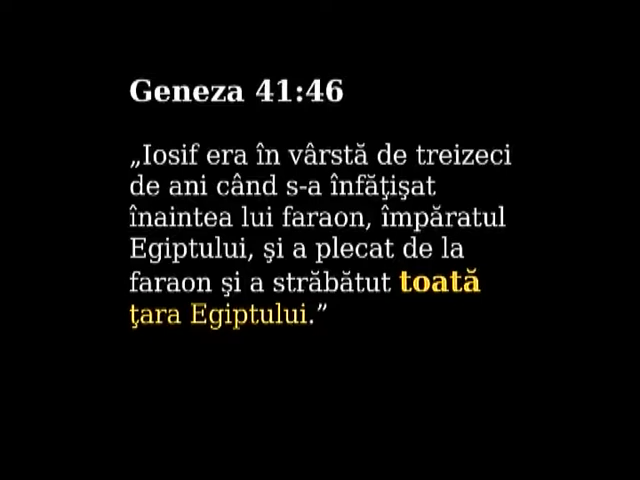 Geneza 41:46
„Iosif era în vârstă de treizeci
de ani când s-a înfăţişat
înaintea lui faraon, împăratul
Egiptului, şi a plecat de la
faraon şi a străbătut toată
ţara Egiptului.”